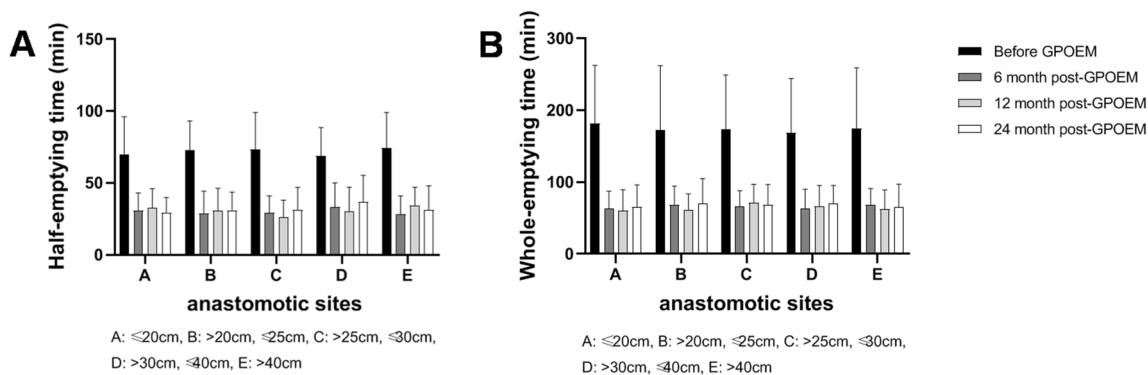 A
Half-emptying time (min)
150
100
50
0
A B C D E
anastomotic sites
A: ⩽20cm, B: >20cm, ⩽25cm, C: >25cm, ⩽30cm,
D: >30cm, ⩽40cm, E: >40cm
B
Whole-emptying time (min)
300
200
100
0
A B C D E
anastomotic sites
A: ⩽20cm, B: >20cm, ⩽25cm, C: >25cm, ⩽30cm,
D: >30cm, ⩽40cm, E: >40cm
Before GPOEM
6 month post-GPOEM
12 month post-GPOEM
24 month post-GPOEM